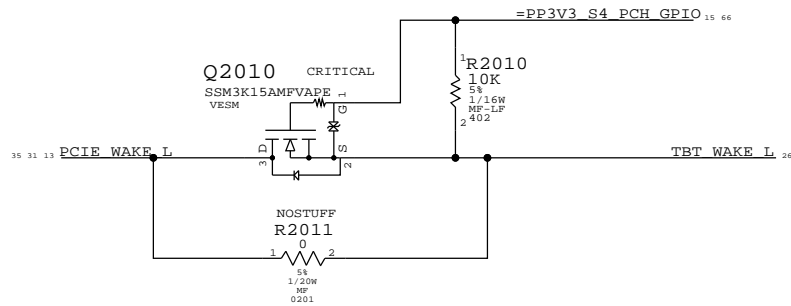 =PP3V3_S4_PCH_GPIO 15 66
Q2010 CRITICAL
SSM3K15AMFVAPE
VESM
G 1
1
R2010
10K
5%
1/16W
MF-LF
402
2
35 31 13 PCIE_WAKE_L
3 D
S 2
TBT_WAKE_L 26
NOSTUFF
R2011
0
1 2
5%
1/20W
MF
0201